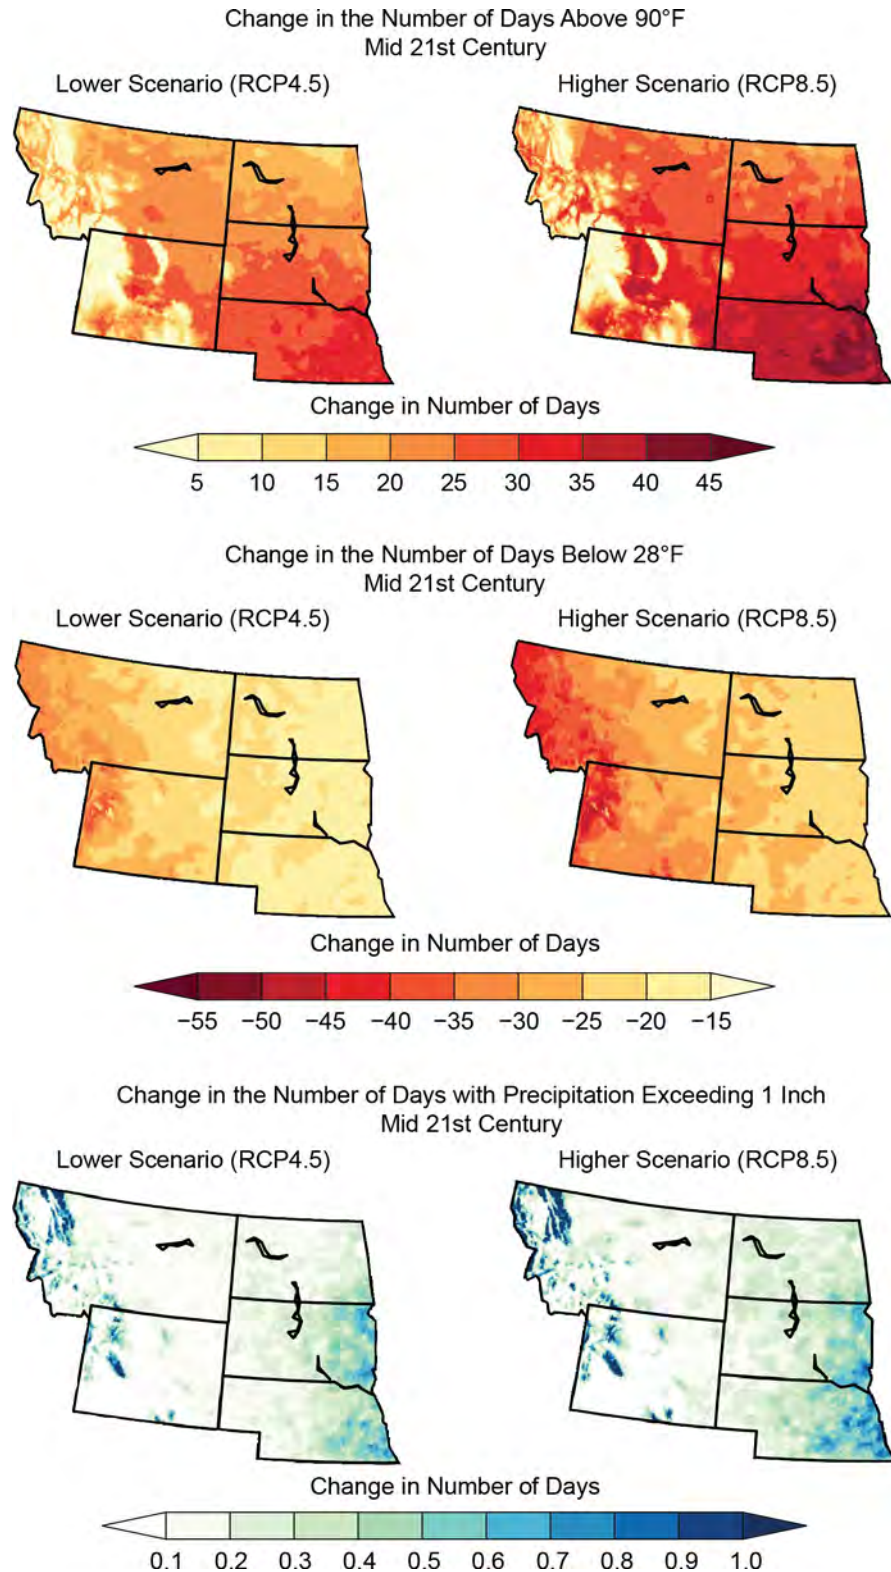 Change in the Number of Days Above 90°F
Mid 21st Century
Lower Scenario (RCP4.5) Higher Scenario (RCP8.5)
Change in Number of Days
5 10 15 20 25 30 35 40 45
Change in the Number of Days Below 28°F
Mid 21st Century
Lower Scenario (RCP4.5) Higher Scenario (RCP8.5)
Change in Number of Days
−55 −50 −45 −40 −35 −30 −25 −20 −15
Change in the Number of Days with Precipitation Exceeding 1 Inch
Mid 21st Century
Lower Scenario (RCP4.5) Higher Scenario (RCP8.5)
Change in Number of Days
0.1 0.2 0.3 0.4 0.5 0.6 0.7 0.8 0.9 1.0